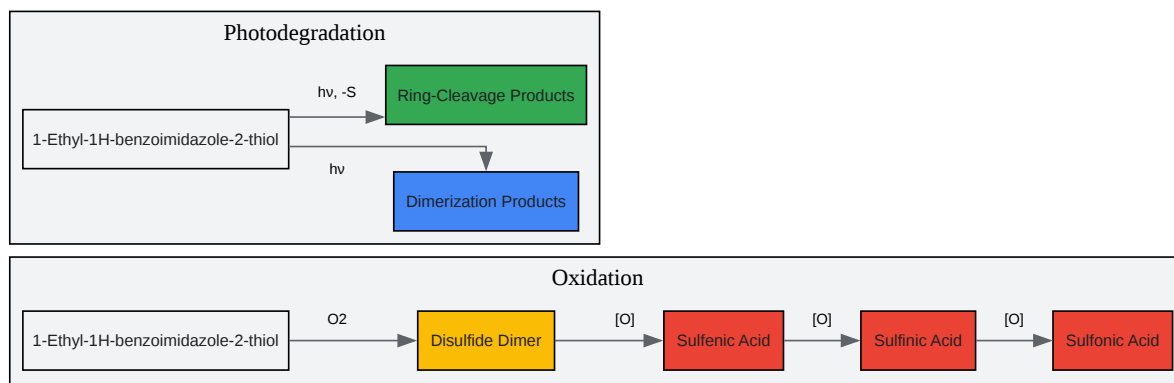 Photodegradation
hν, -S
Ring-Cleavage Products
1-Ethyl-1H-benzoimidazole-2-thiol
hν
Dimerization Products
Oxidation
O2
[O]
[O]
[O]
1-Ethyl-1H-benzoimidazole-2-thiol
Disulfide Dimer
Sulfenic Acid
Sulfinic Acid
Sulfonic Acid